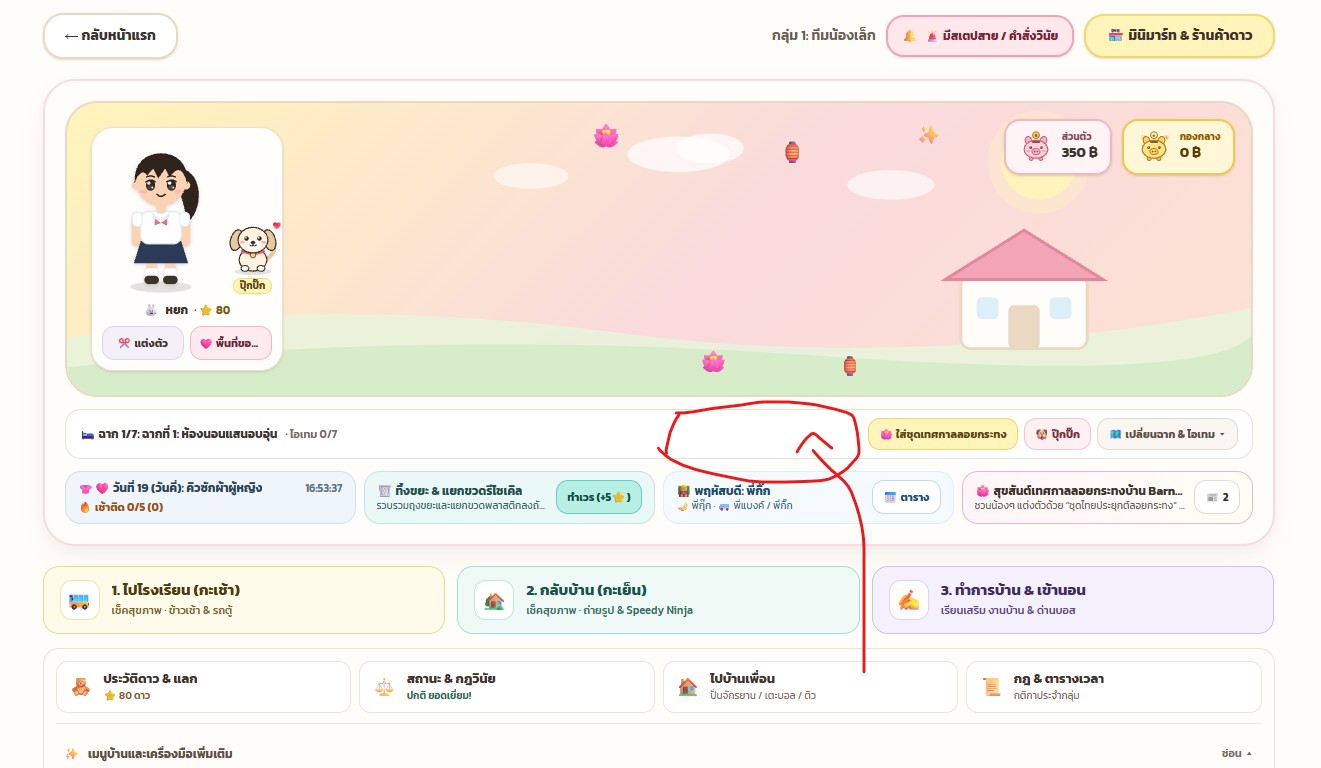 ← กลับหน้าแรก
กลุ่ม 1: ทีมน้องเล็ก
มีสเตปสาย / คำสั่งวินัย
มินิมาร์ท & ร้านค้าดาว
ส่วนตัว
350 ฿
กองกลาง
0 ฿
ปุ๊กปิ๊ก
หยก · ⭐ 80
แต่งตัว
พื้นที่ขอ...
ฉาก 1/7: ฉากที่ 1: ห้องนอนแสนอบอุ่น · ไอเทม 0/7
ใส่ชุดเทศกาลลอยกระทง
ปุ๊กปิ๊ก
เปลี่ยนฉาก & ไอเทม
วันที่ 19 (วันคี่): คิวซักผ้าผู้หญิง
16:53:37
เช้าติด 0/5 (0)
ทิ้งขยะ & แยกขวดรีไซเคิล
รวบรวมถุงขยะและแยกขวดพลาสติกลงถั...
ทำเวร (+5⭐)
พฤหัสบดี: พี่กิ๊ก
พี่กุ๊ก · พี่แบงค์ / พี่กิ๊ก
ตาราง
สุขสันต์เทศกาลลอยกระทงบ้าน Barn...
ชวนน้องๆ แต่งตัวด้วย "ชุดไทยประยุกต์ลอยกระทง" ...
2
1. ไปโรงเรียน (กะเช้า)
เช็คสุขภาพ · ข้าวเช้า & รถตู้
2. กลับบ้าน (กะเย็น)
เช็คสุขภาพ · ถ่ายรูป & Speedy Ninja
3. ทำการบ้าน & เข้านอน
เรียนเสริม งานบ้าน & ด่านบอส
ประวัติดาว & แลก
⭐ 80 ดาว
สถานะ & กฎวินัย
ปกติ ยอดเยี่ยม!
ไปบ้านเพื่อน
ปั่นจักรยาน / เตะบอล / ติว
กฎ & ตารางเวลา
กติกาประจำกลุ่ม
เมนูบ้านและเครื่องมือเพิ่มเติม
ซ่อน